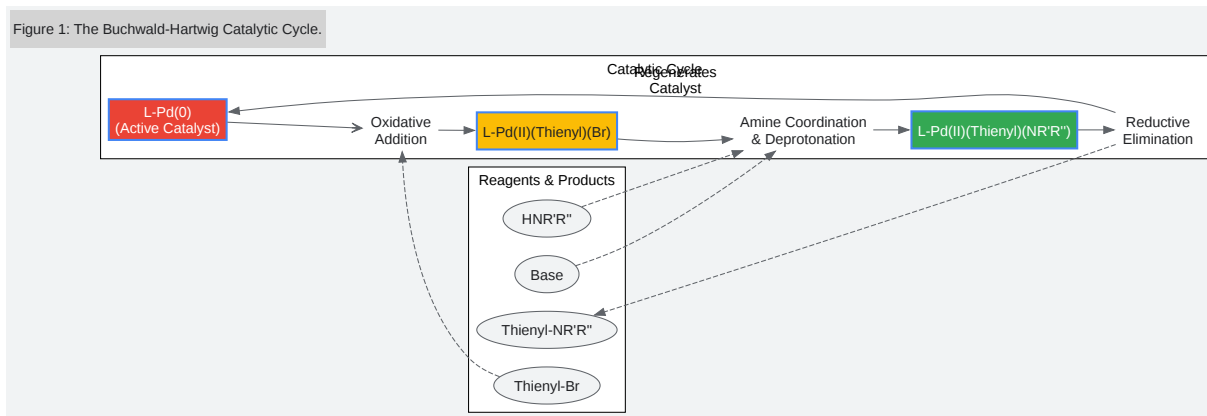 Figure 1: The Buchwald-Hartwig Catalytic Cycle.
Catalytic Cycle
Regenerates
Catalyst
L-Pd(0)
(Active Catalyst)
Oxidative
Addition
L-Pd(II)(Thienyl)(Br)
Amine Coordination
& Deprotonation
L-Pd(II)(Thienyl)(NR'R")
Reductive
Elimination
Reagents & Products
HNR'R"
Base
Thienyl-NR'R"
Thienyl-Br